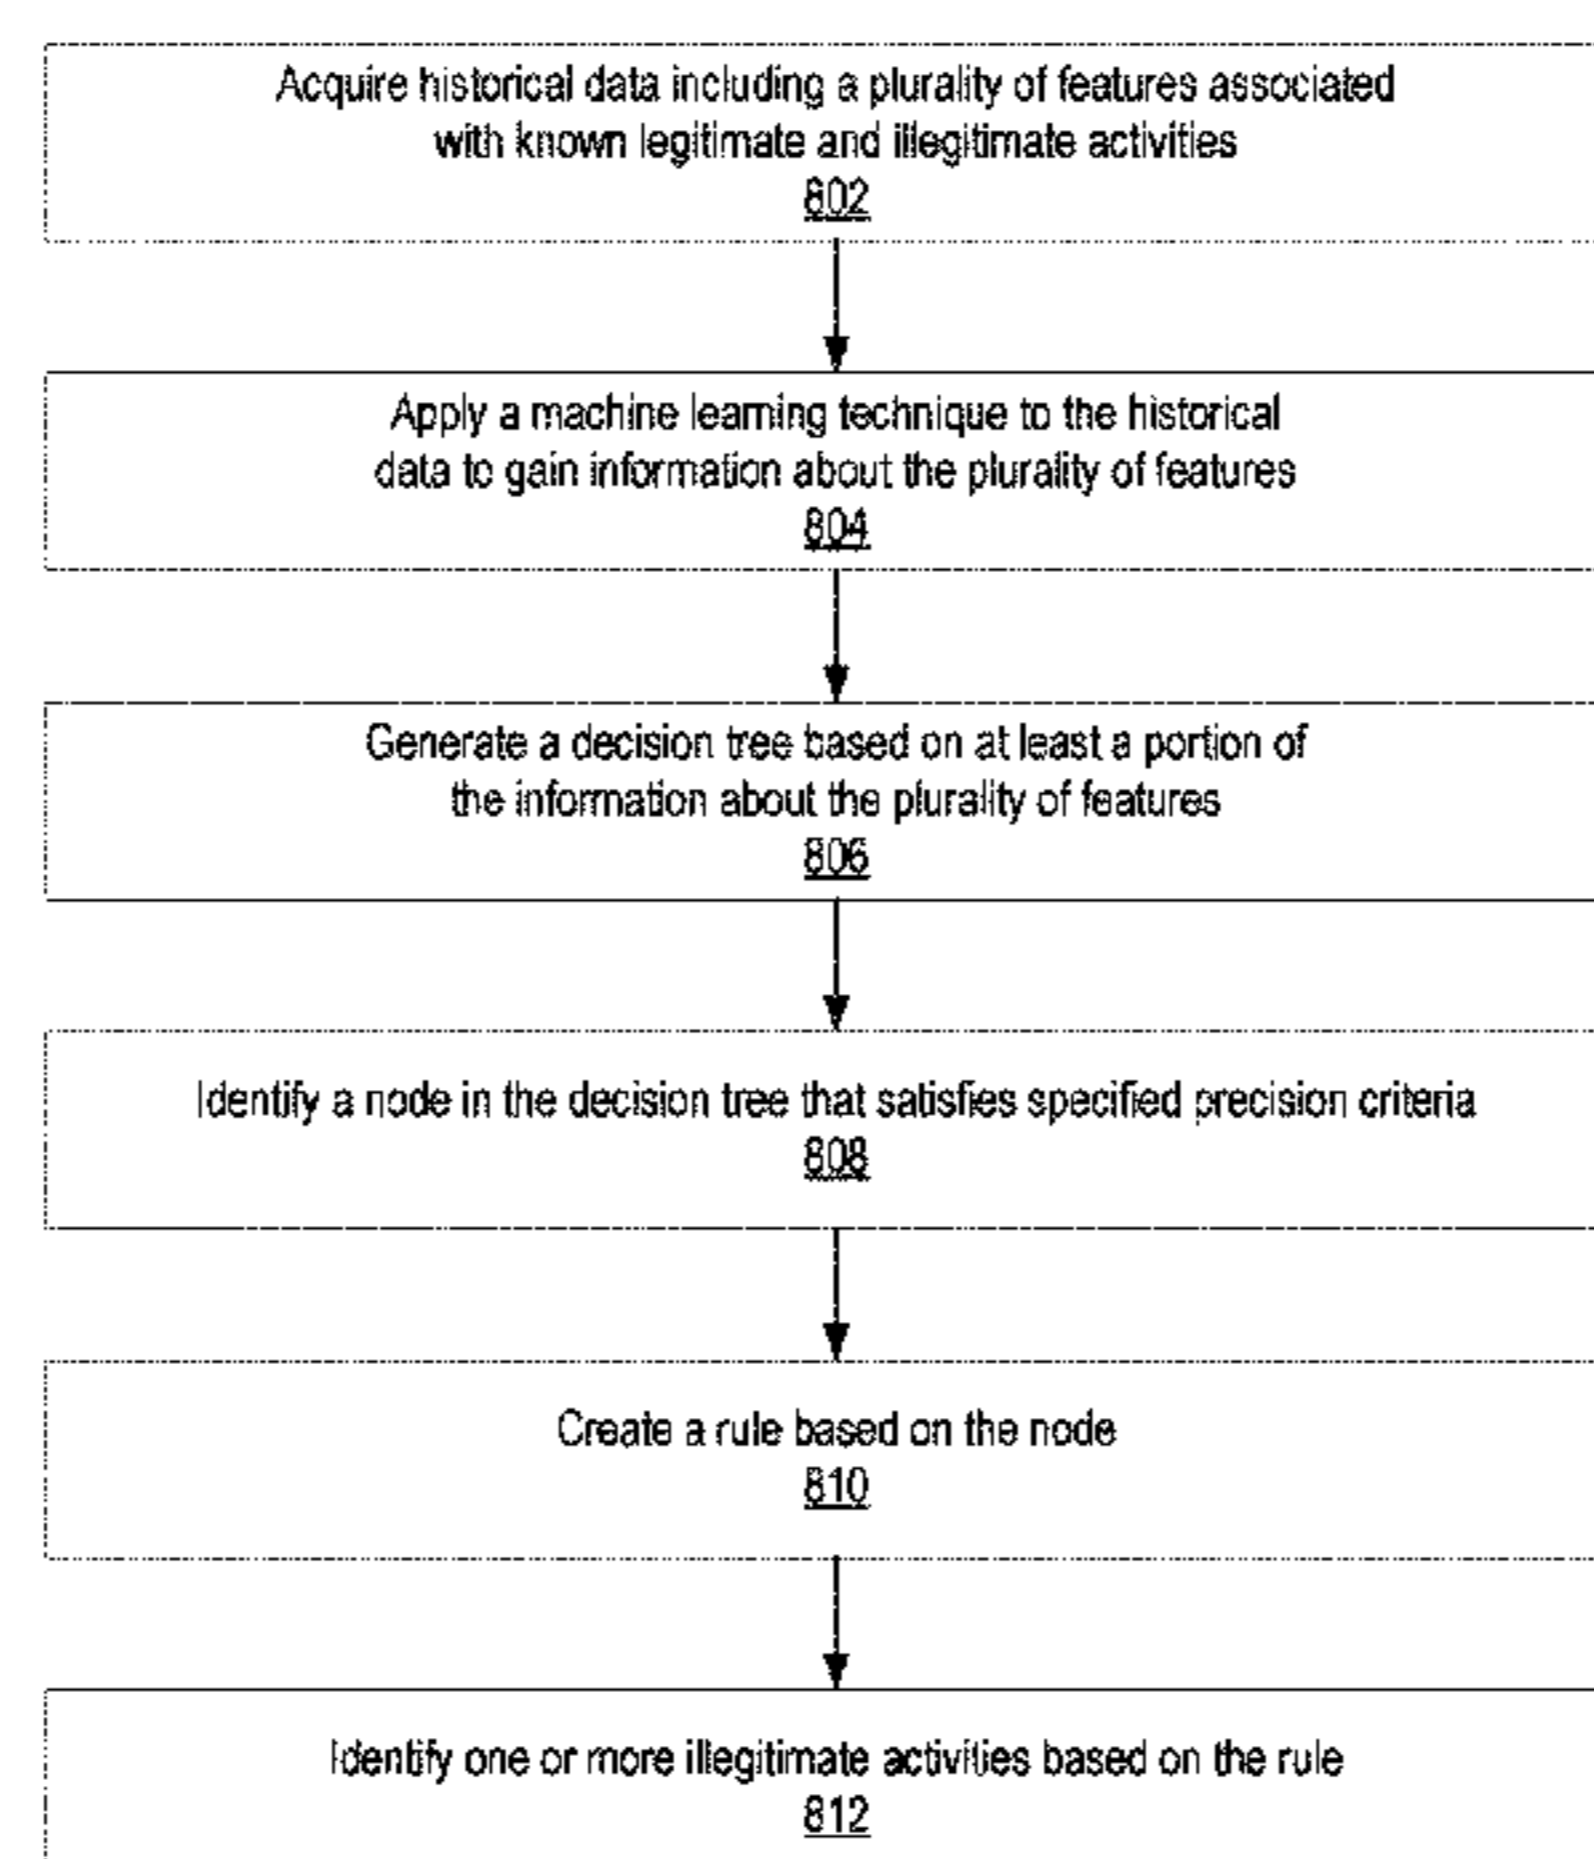 Acquire historical data including a plurality of features associated
with known legitimate and illegitimate activities
802
Apply a machine learning technique to the historical
data to gain information about the plurality of features
804
Generate a decision tree based on at least a portion of
the information about the plurality of features
806
Identify a node in the decision tree that satisfies specified precision criteria
808
Create a rule based on the node
810
Identify one or more illegitimate activities based on the rule
812